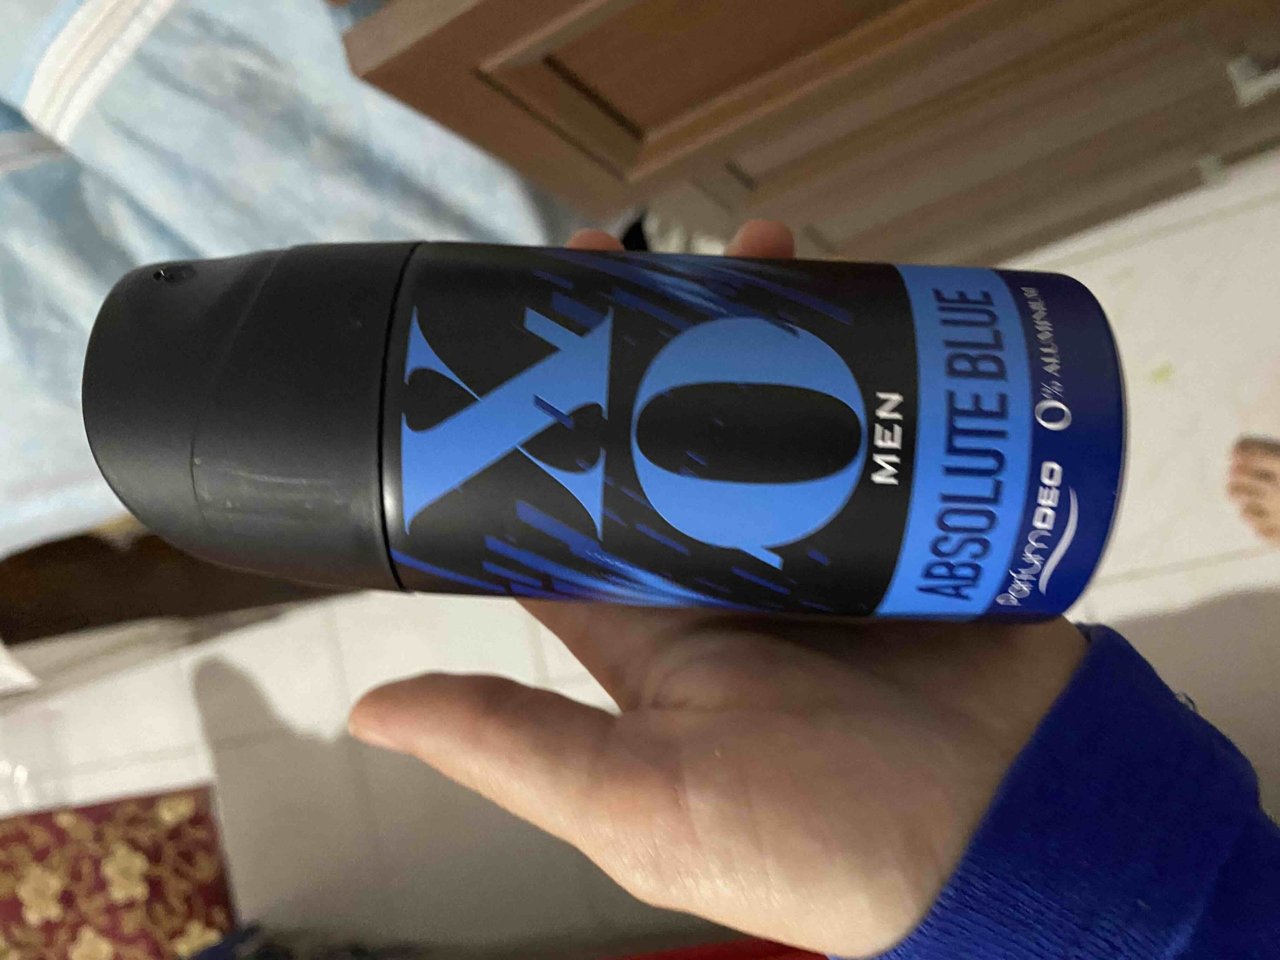 XO
MEN
ABSOLUTE BLUE
ParfumDEO
0% ALUMINIUM